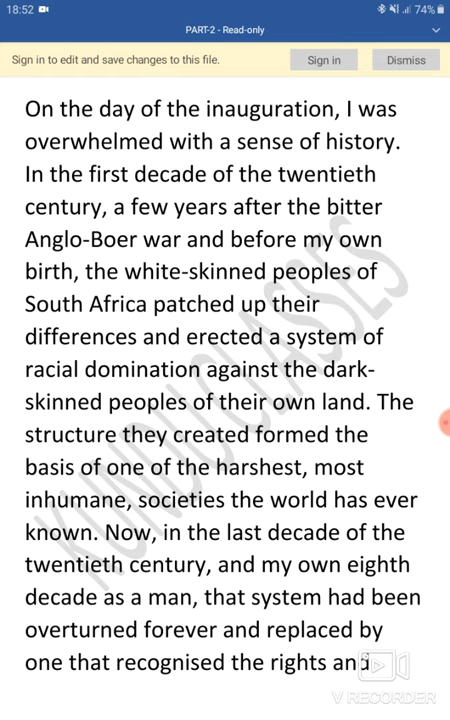 18:52 74%
PART-2 - Read-only
Sign in to edit and save changes to this file. Sign in Dismiss
On the day of the inauguration, I was
overwhelmed with a sense of history.
In the first decade of the twentieth
century, a few years after the bitter
Anglo-Boer war and before my own
birth, the white-skinned peoples of
South Africa patched up their
differences and erected a system of
racial domination against the dark-
skinned peoples of their own land. The
structure they created formed the
basis of one of the harshest, most
inhumane, societies the world has ever
known. Now, in the last decade of the
twentieth century, and my own eighth
decade as a man, that system had been
overturned forever and replaced by
one that recognised the rights and
KUNDU CLASSES
V RECORDER